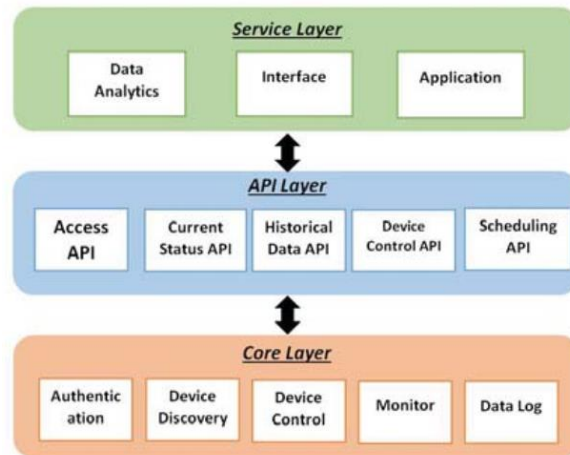 Service Layer
Data
Analytics
Interface
Application
API Layer
Access
API
Current
Status API
Historical
Data API
Device
Control API
Scheduling
API
Core Layer
Authentic
ation
Device
Discovery
Device
Control
Monitor
Data Log